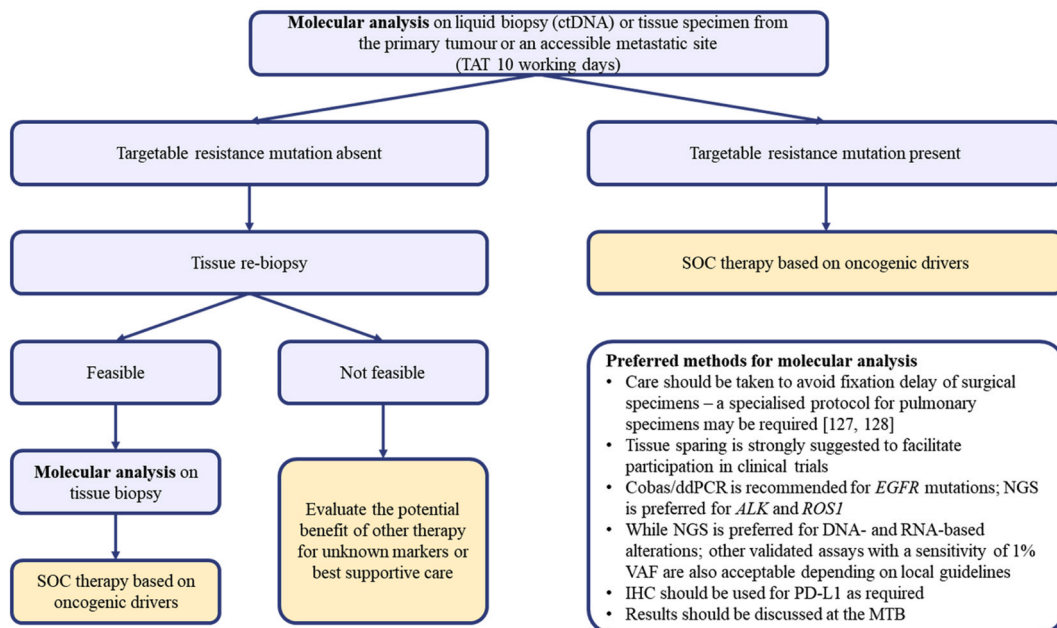 Molecular analysis on liquid biopsy (ctDNA) or tissue specimen from
the primary tumour or an accessible metastatic site
(TAT 10 working days)
Targetable resistance mutation absent
Targetable resistance mutation present
Tissue re-biopsy
SOC therapy based on oncogenic drivers
Feasible
Not feasible
Molecular analysis on
tissue biopsy
SOC therapy based on
oncogenic drivers
Evaluate the potential
benefit of other therapy
for unknown markers or
best supportive care
Preferred methods for molecular analysis
• Care should be taken to avoid fixation delay of surgical
specimens – a specialised protocol for pulmonary
specimens may be required [127, 128]
• Tissue sparing is strongly suggested to facilitate
participation in clinical trials
• Cobas/ddPCR is recommended for EGFR mutations; NGS
is preferred for ALK and ROS1
• While NGS is preferred for DNA- and RNA-based
alterations; other validated assays with a sensitivity of 1%
VAF are also acceptable depending on local guidelines
• IHC should be used for PD-L1 as required
• Results should be discussed at the MTB